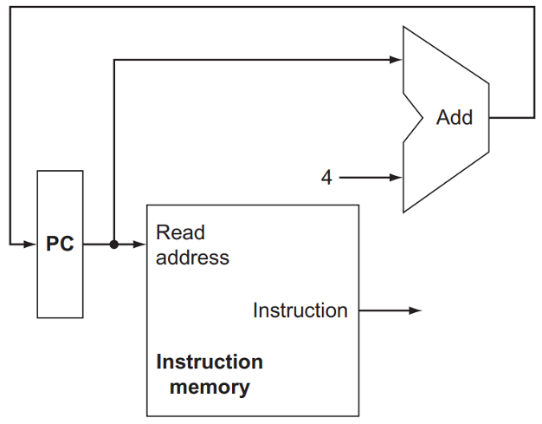 Add
4
PC
Read
address
Instruction
Instruction
memory